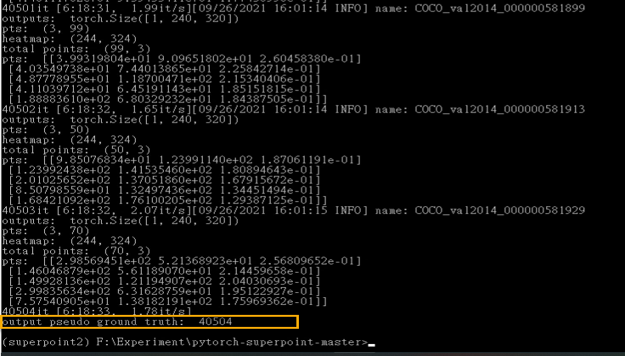 40501it [6:18:31,  1.99it/s][09/26/2021 16:01:14 INFO] name: COCO_val2014_000000581899
outputs:  torch.Size([1, 240, 320])
pts:  (3, 99)
heatmap:  (244, 324)
total points:  (99, 3)
pts:  [[3.99319804e+01 9.09651802e+01 2.60458380e-01]
[4.03549738e+01 7.44013865e+01 2.25842714e-01]
[4.87778955e+01 1.18700471e+02 2.15340406e-01]
[4.11039712e+01 6.45191143e+01 1.85151815e-01]
[1.88883610e+02 6.80329232e+01 1.84387505e-01]]
40502it [6:18:32,  1.65it/s][09/26/2021 16:01:14 INFO] name: COCO_val2014_000000581913
outputs:  torch.Size([1, 240, 320])
pts:  (3, 50)
heatmap:  (244, 324)
total points:  (50, 3)
pts:  [[9.85076834e+01 1.23991140e+02 1.87061191e-01]
[1.23992438e+02 1.41535460e+02 1.80894643e-01]
[2.01025652e+02 1.37051860e+02 1.67915672e-01]
[8.50798559e+01 1.32497436e+02 1.34451494e-01]
[1.68421092e+02 1.76100205e+02 1.29387125e-01]]
40503it [6:18:32,  2.07it/s][09/26/2021 16:01:15 INFO] name: COCO_val2014_000000581929
outputs:  torch.Size([1, 240, 320])
pts:  (3, 70)
heatmap:  (244, 324)
total points:  (70, 3)
pts:  [[2.98569451e+02 5.21368923e+01 2.56809652e-01]
[1.46046879e+02 5.61189070e+01 2.14459658e-01]
[1.49928136e+02 1.21194907e+02 2.04030693e-01]
[2.99835634e+02 6.31628759e+01 1.95122927e-01]
[7.57540905e+01 1.38182191e+02 1.75969362e-01]]
40504it [6:18:33,  1.78it/s]
output pseudo ground truth:  40504
(superpoint2) F:\Experiment\pytorch-superpoint-master>